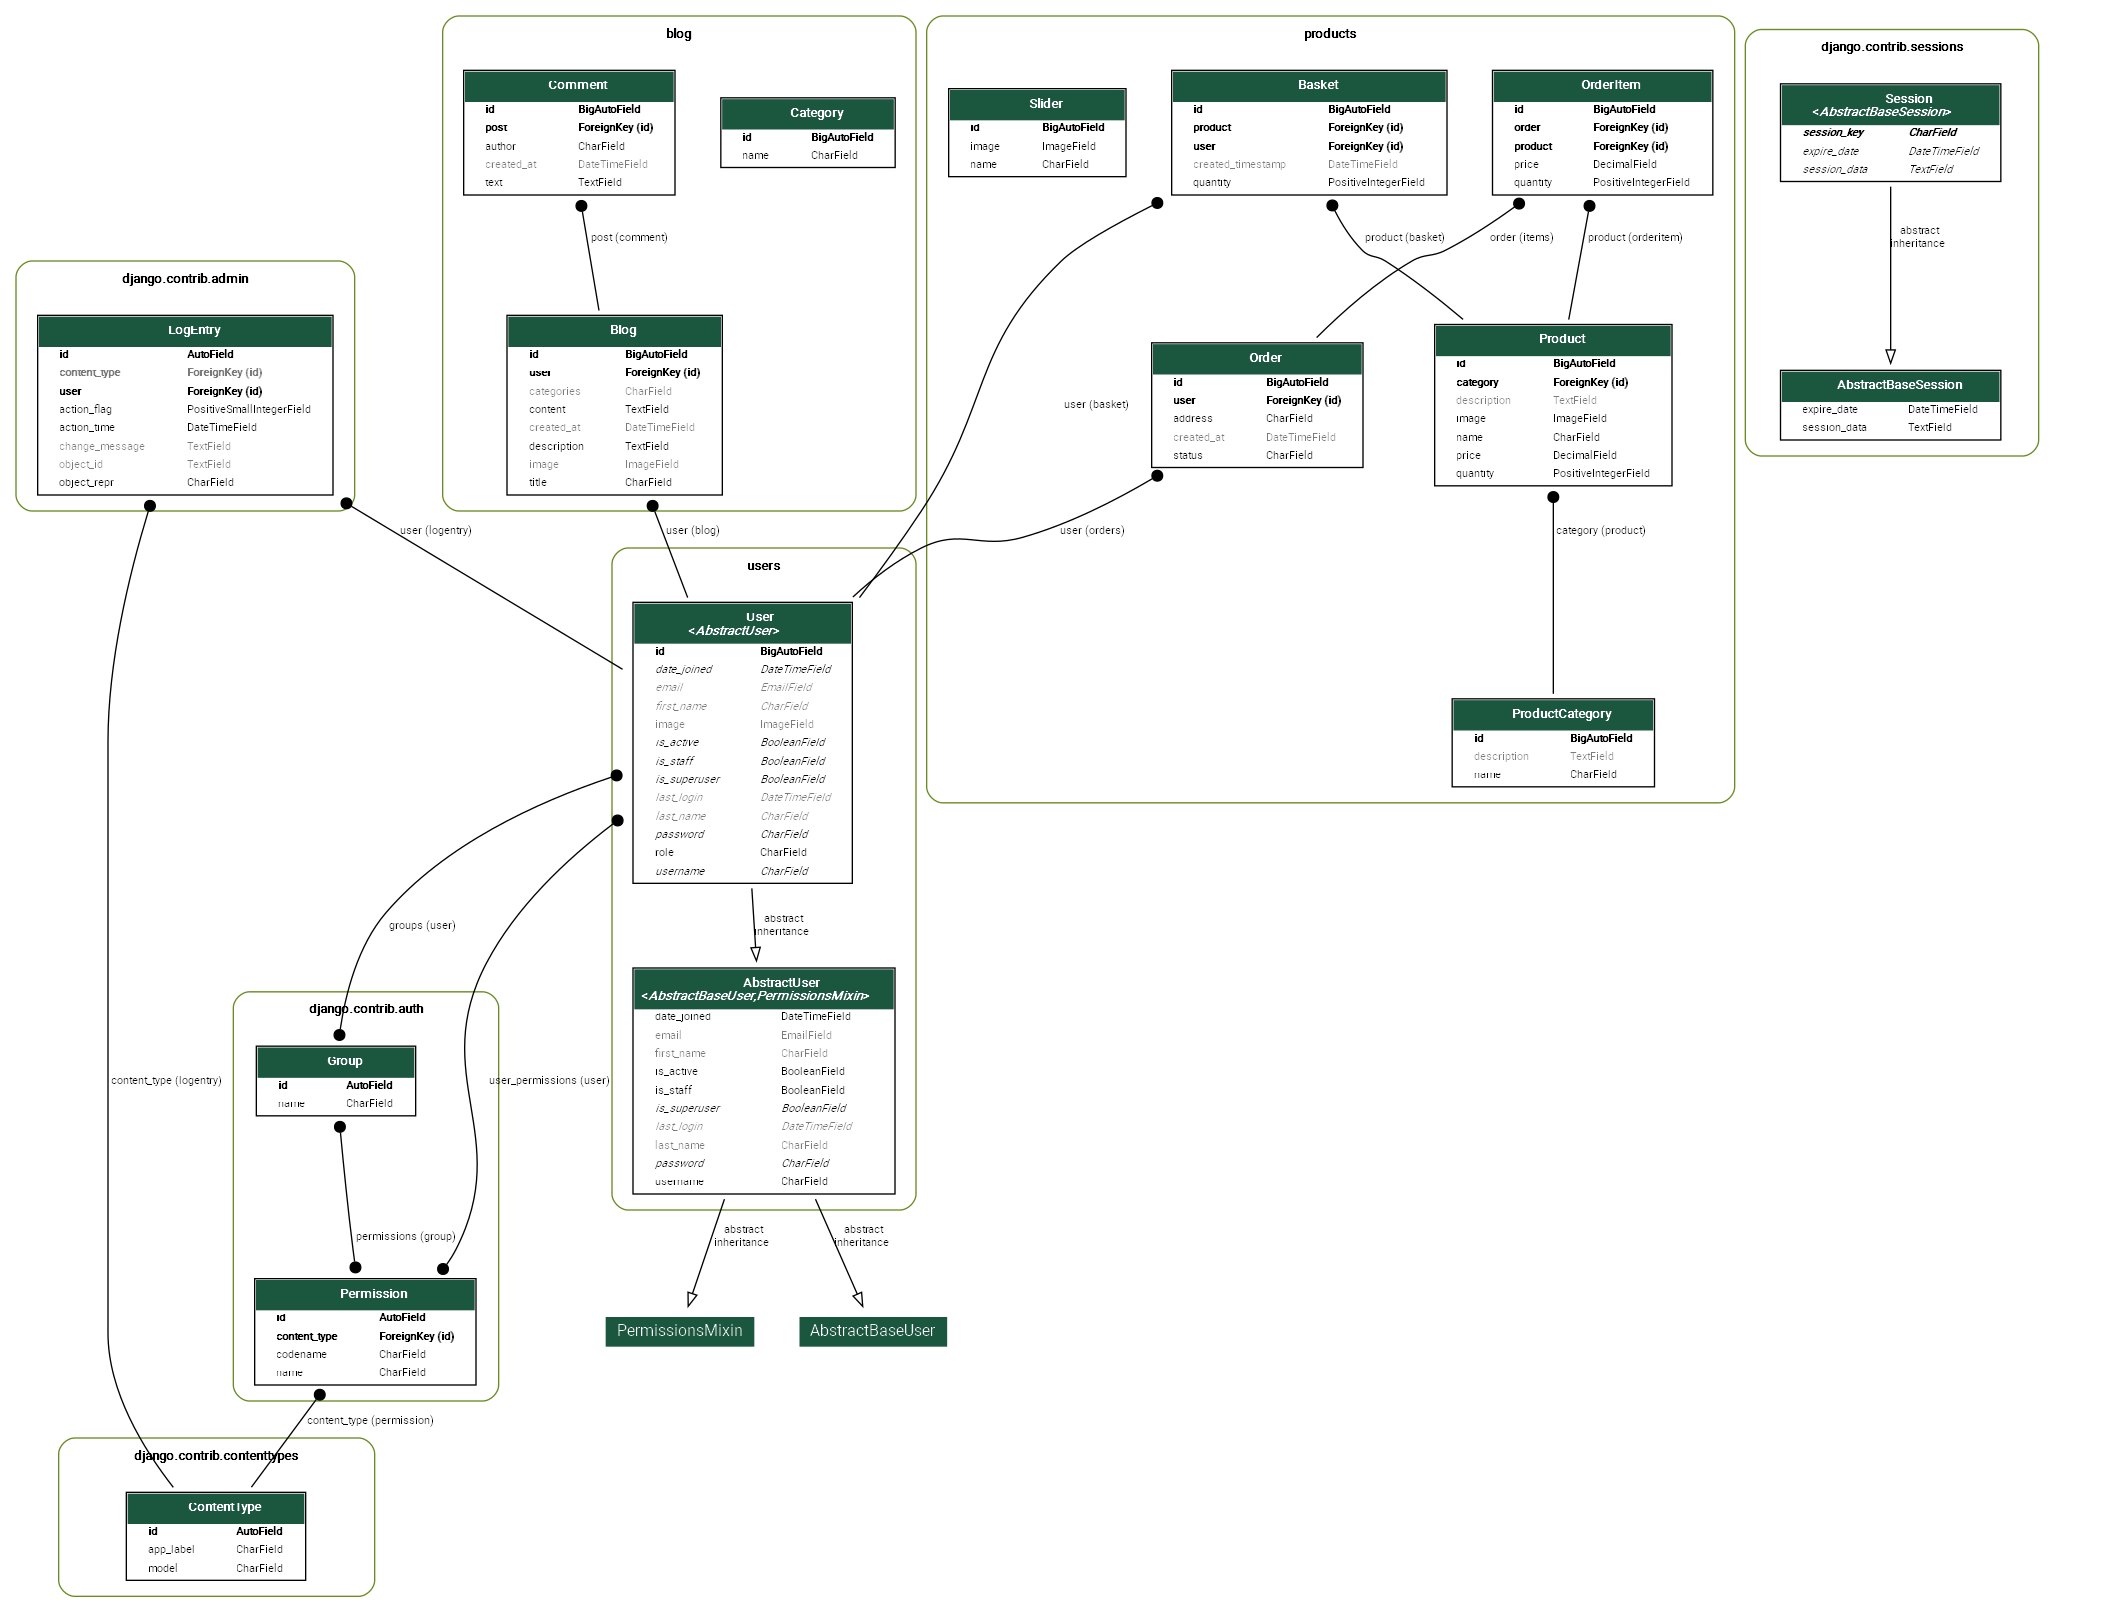 blog
Comment
id BigAutoField
post ForeignKey (id)
author CharField
created_at DateTimeField
text TextField
Category
id BigAutoField
name CharField
post (comment)
Blog
id BigAutoField
user ForeignKey (id)
categories CharField
content TextField
created_at DateTimeField
description TextField
image ImageField
title CharField
user (blog)
products
Slider
id BigAutoField
image ImageField
name CharField
Basket
id BigAutoField
product ForeignKey (id)
user ForeignKey (id)
created_timestamp DateTimeField
quantity PositiveIntegerField
OrderItem
id BigAutoField
order ForeignKey (id)
product ForeignKey (id)
price DecimalField
quantity PositiveIntegerField
product (basket)
order (items)
product (orderitem)
user (basket)
Order
id BigAutoField
user ForeignKey (id)
address CharField
created_at DateTimeField
status CharField
user (orders)
Product
id BigAutoField
category ForeignKey (id)
description TextField
image ImageField
name CharField
price DecimalField
quantity PositiveIntegerField
category (product)
ProductCategory
id BigAutoField
description TextField
name CharField
django.contrib.sessions
Session
<AbstractBaseSession>
session_key CharField
expire_date DateTimeField
session_data TextField
abstract
inheritance
AbstractBaseSession
expire_date DateTimeField
session_data TextField
django.contrib.admin
LogEntry
id AutoField
content_type ForeignKey (id)
user ForeignKey (id)
action_flag PositiveSmallIntegerField
action_time DateTimeField
change_message TextField
object_id TextField
object_repr CharField
user (logentry)
users
User
<AbstractUser>
id BigAutoField
date_joined DateTimeField
email EmailField
first_name CharField
image ImageField
is_active BooleanField
is_staff BooleanField
is_superuser BooleanField
last_login DateTimeField
last_name CharField
password CharField
role CharField
username CharField
abstract
inheritance
AbstractUser
<AbstractBaseUser,PermissionsMixin>
date_joined DateTimeField
email EmailField
first_name CharField
is_active BooleanField
is_staff BooleanField
is_superuser BooleanField
last_login DateTimeField
last_name CharField
password CharField
username CharField
abstract
inheritance
abstract
inheritance
PermissionsMixin
AbstractBaseUser
groups (user)
django.contrib.auth
Group
id AutoField
name CharField
content_type (logentry)
user_permissions (user)
permissions (group)
Permission
id AutoField
content_type ForeignKey (id)
codename CharField
name CharField
content_type (permission)
django.contrib.contenttypes
ContentType
id AutoField
app_label CharField
model CharField